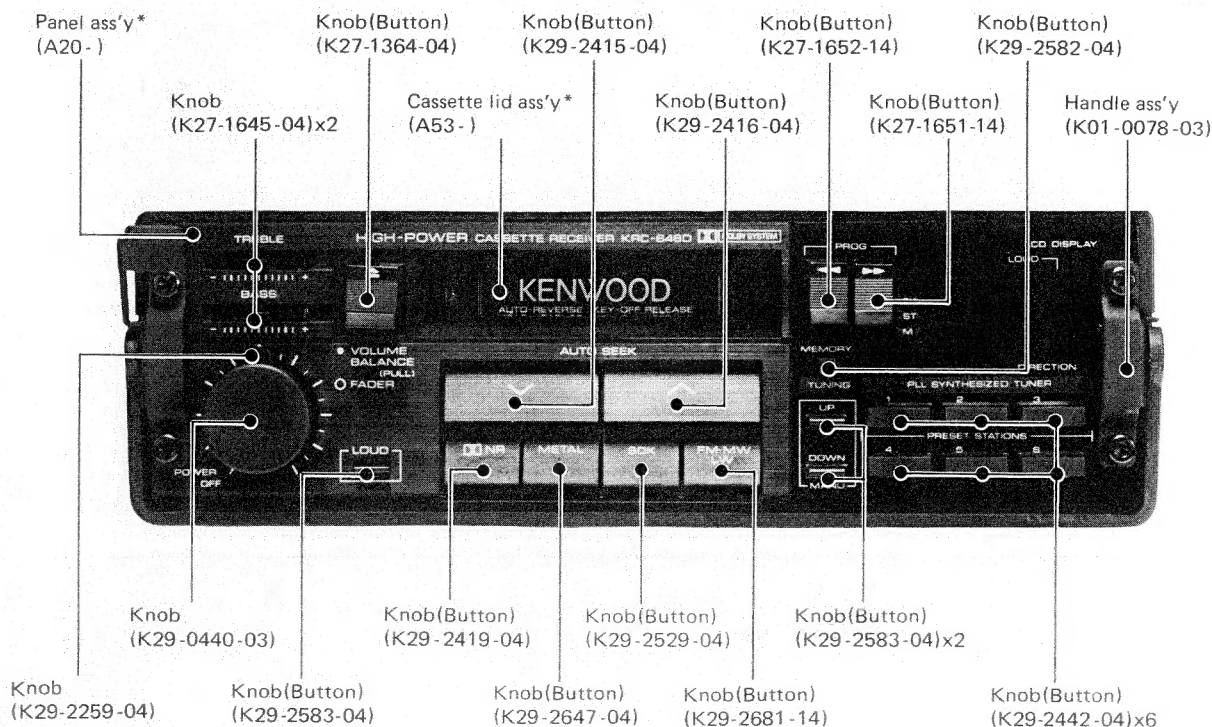 Panel ass'y*
(A20- )
Knob(Button)
(K27-1364-04)
Knob(Button)
(K29-2415-04)
Knob(Button)
(K27-1652-14)
Knob(Button)
(K29-2582-04)
Knob
(K27-1645-04)x2
Cassette lid ass'y*
(A53- )
Knob(Button)
(K29-2416-04)
Knob(Button)
(K27-1651-14)
Handle ass'y
(K01-0078-03)
TREBLE
HIGH-POWER CASSETTE RECEIVER DOLBY SYSTEM
PROG
LCD DISPLAY
LOUD
- +
BASS
- +
KENWOOD
AUTO-REVERSE KEY-OFF RELEASE
ST
M
VOLUME
BALANCE
(PULL)
FADER
AUTO SEEK
MEMORY
DIRECTION
TUNING
PLL SYNTHESIZED TUNER
1 2 3
UP
PRESET STATIONS
LOUD
NR
METAL
SDK
FM·MW
DOWN
4 5 6
MANU
POWER
OFF
Knob
(K29-0440-03)
Knob(Button)
(K29-2419-04)
Knob(Button)
(K29-2529-04)
Knob(Button)
(K29-2583-04)x2
Knob
(K29-2259-04)
Knob(Button)
(K29-2583-04)
Knob(Button)
(K29-2647-04)
Knob(Button)
(K29-2681-14)
Knob(Button)
(K29-2442-04)x6